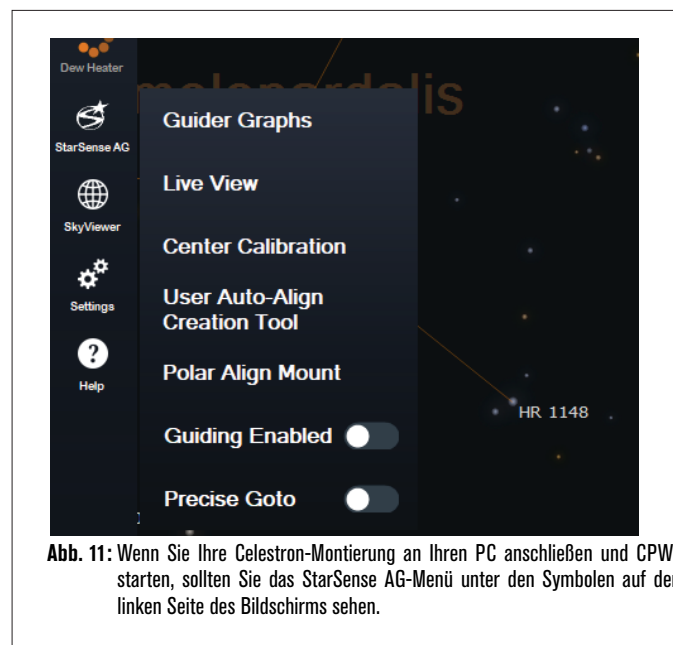 Dew Heater
melopardalis
StarSense AG
SkyViewer
Settings
Help
Guider Graphs
Live View
Center Calibration
User Auto-Align
Creation Tool
Polar Align Mount
Guiding Enabled
Precise Goto
HR 1148
Abb. 11: Wenn Sie Ihre Celestron-Montierung an Ihren PC anschließen und CPW
starten, sollten Sie das StarSense AG-Menü unter den Symbolen auf der
linken Seite des Bildschirms sehen.